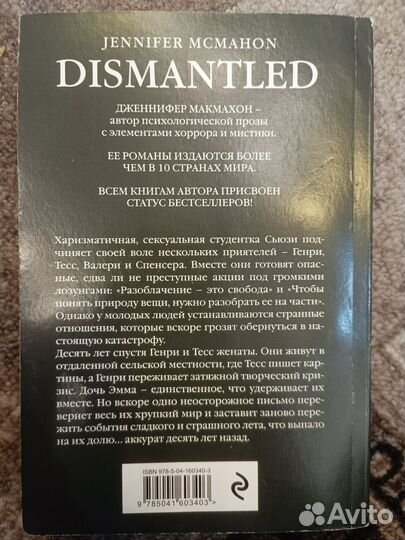 JENNIFER MCMAHON
DISMANTLED
ДЖЕННИФЕР МАКМАХОН –
автор психологической прозы
с элементами хоррора и мистики.
ЕЕ РОМАНЫ ИЗДАЮТСЯ БОЛЕЕ
ЧЕМ В 10 СТРАНАХ МИРА.
ВСЕМ КНИГАМ АВТОРА ПРИСВОЕН
СТАТУС БЕСТСЕЛЛЕРОВ!
Харизматичная, сексуальная студентка Сьюзи под-
чиняет своей воле нескольких приятелей – Генри,
Тесс, Валери и Спенсера. Вместе они готовят опас-
ные, едва ли не преступные акции под громкими
лозунгами: «Разоблачение – это свобода» и «Чтобы
понять природу вещи, нужно разобрать ее на части».
Однако у молодых людей устанавливаются странные
отношения, которые вскоре грозят обернуться в на-
стоящую катастрофу.
Десять лет спустя Генри и Тесс женаты. Они живут в
отдаленной сельской местности, где Тесс пишет кар-
тины, а Генри переживает затяжной творческий кри-
зис. Дочь Эмма – единственное, что удерживает их
вместе. Но вскоре одно неосторожное письмо пере-
вернет весь их хрупкий мир и заставит заново пере-
жить события сладкого и страшного лета, что выпало
на их долю... аккурат десять лет назад.
ISBN 978-5-04-160340-3
9 785041 603403 >
Avito